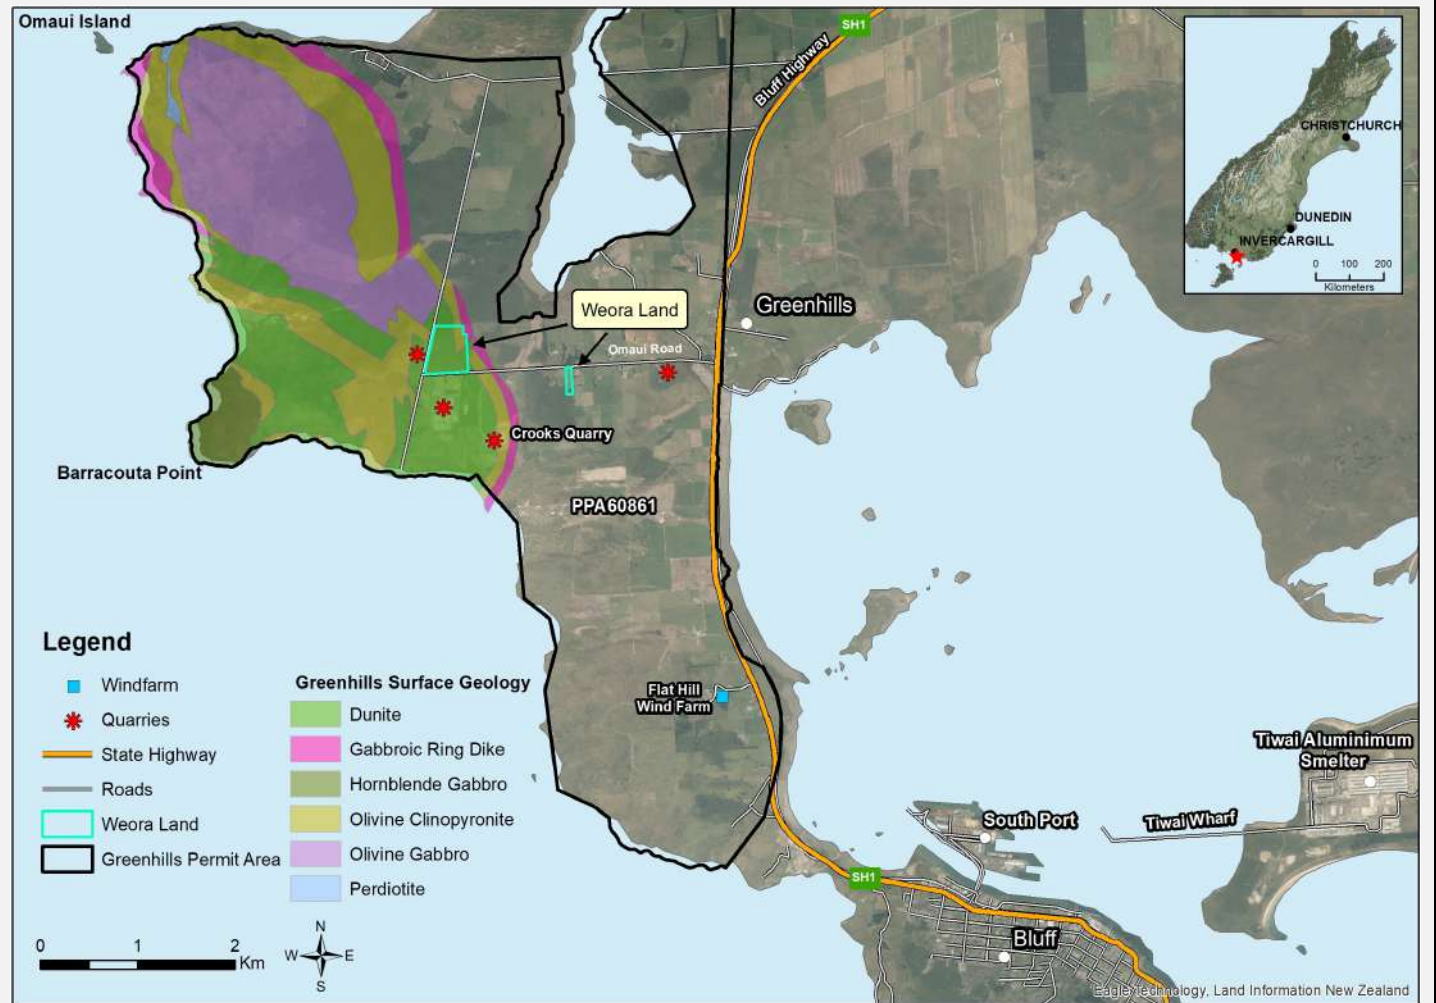 Omaui Island
SH1
Bluff Highway
CHRISTCHURCH
DUNEDIN
INVERCARGILL
0 100 200
Kilometers
Weora Land
Greenhills
Omaui Road
Crooks Quarry
Barracouta Point
PPA60861
Flat Hill
Wind Farm
Tiwai Aluminimum
Smelter
South Port
Tiwai Wharf
SH1
Bluff
Legend
Windfarm
Quarries
State Highway
Roads
Weora Land
Greenhills Permit Area
Greenhills Surface Geology
Dunite
Gabbroic Ring Dike
Hornblende Gabbro
Olivine Clinopyronite
Olivine Gabbro
Perdiotite
0 1 2
Km
N
W E
S
Eagle Technology, Land Information New Zealand